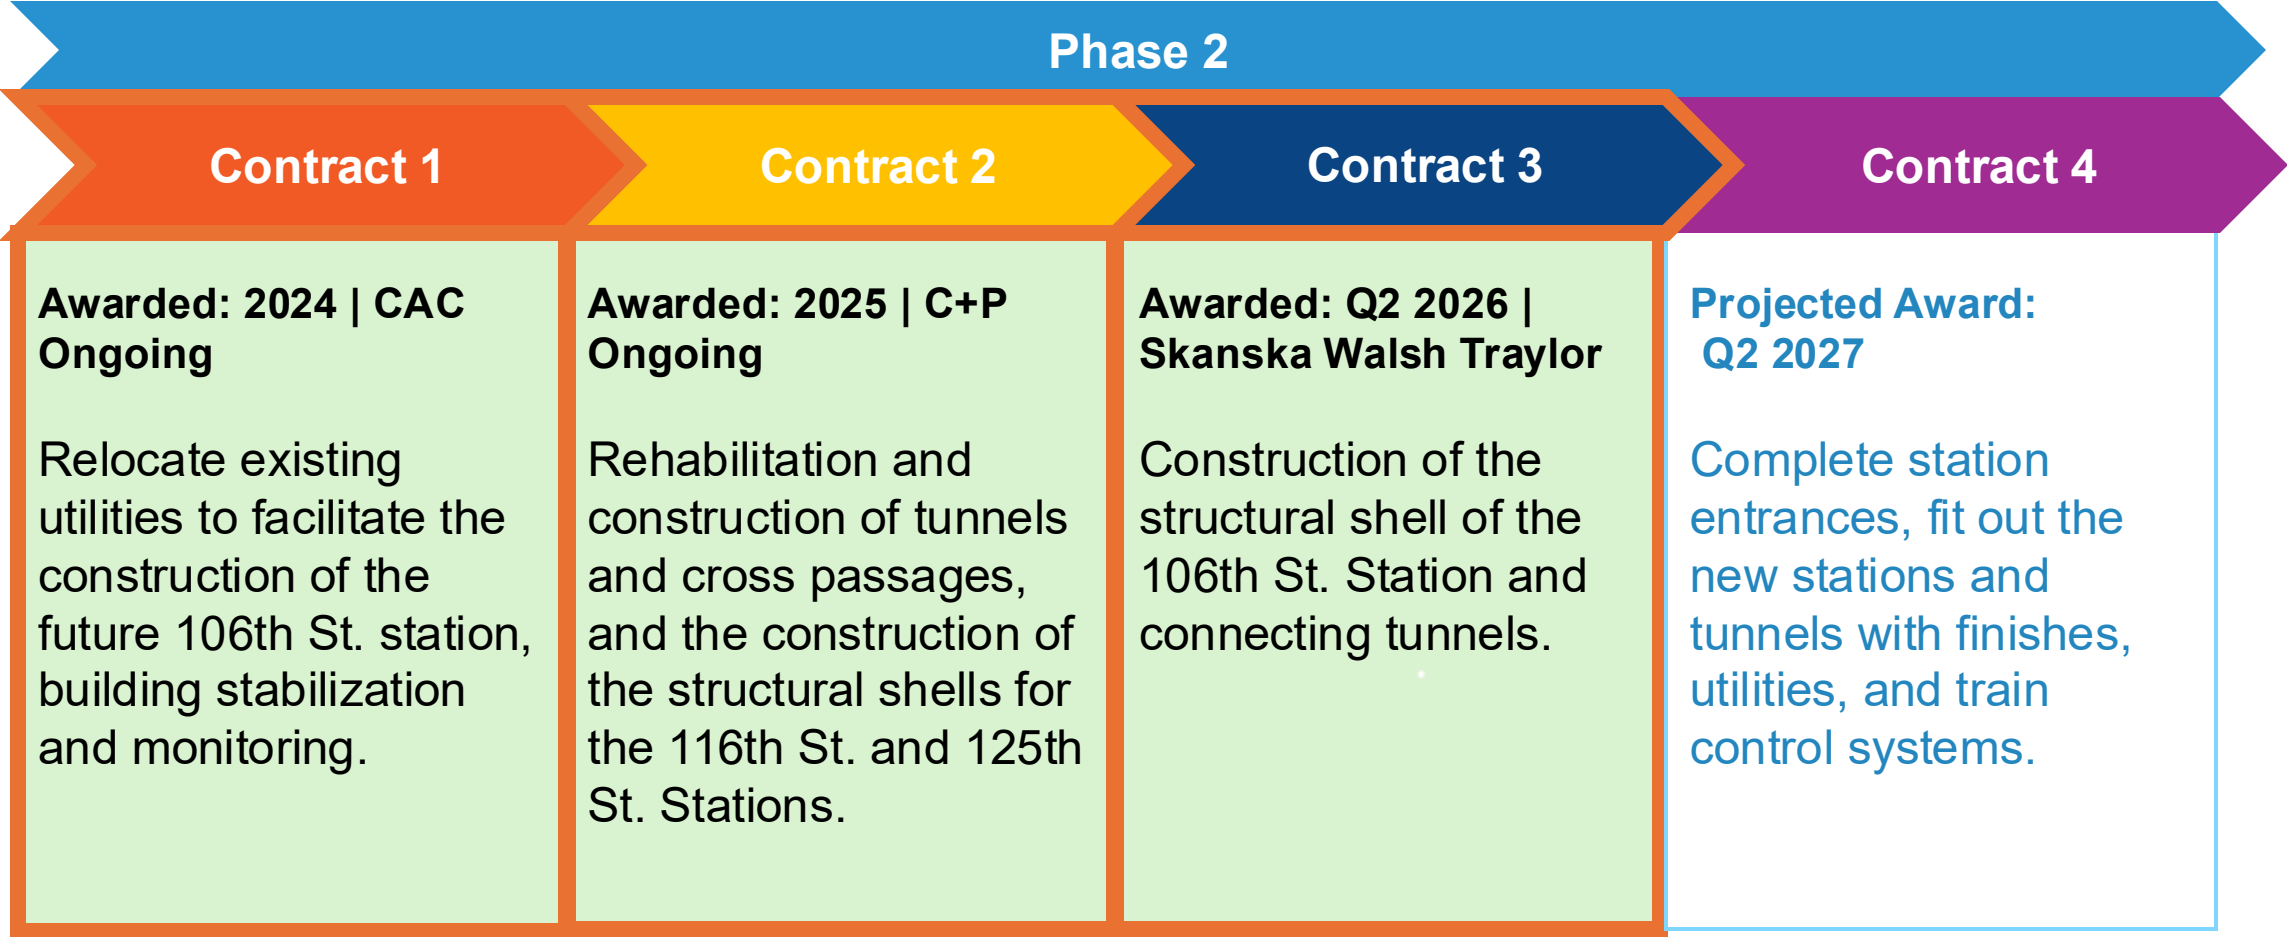 Phase 2
Contract 1
Contract 2
Contract 3
Contract 4
Awarded: 2024 | CAC
Ongoing
Relocate existing
utilities to facilitate the
construction of the
future 106th St. station,
building stabilization
and monitoring.
Awarded: 2025 | C+P
Ongoing
Rehabilitation and
construction of tunnels
and cross passages,
and the construction of
the structural shells for
the 116th St. and 125th
St. Stations.
Awarded: Q2 2026 |
Skanska Walsh Traylor
Construction of the
structural shell of the
106th St. Station and
connecting tunnels.
Projected Award:
Q2 2027
Complete station
entrances, fit out the
new stations and
tunnels with finishes,
utilities, and train
control systems.